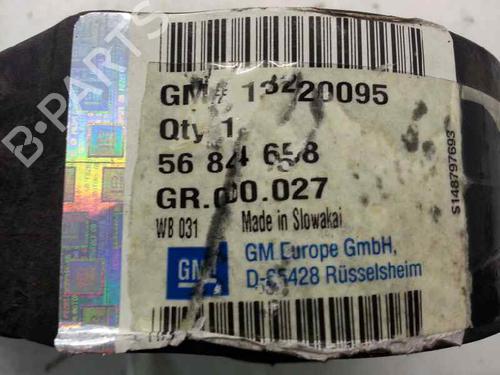 GM# 13220095
Qty 1
56 84 658
GR.000.027
WB 031 Made in Slowakai
GM
GM Europe GmbH,
D-65428 Rüsselsheim
S148797693
B-PARTS